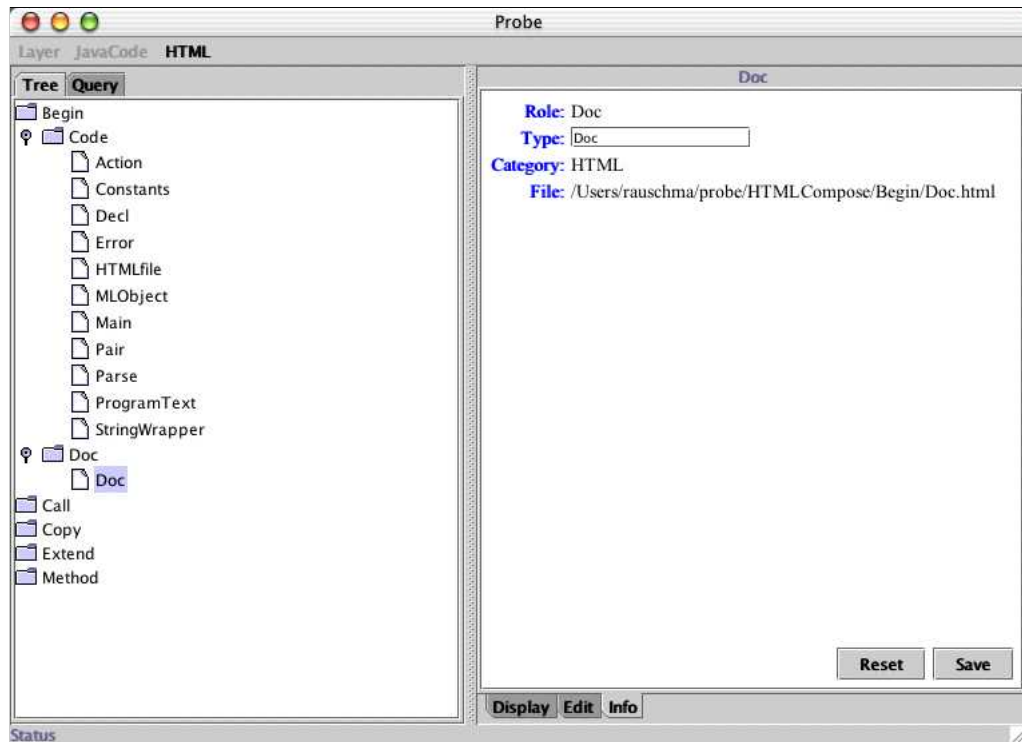 Probe
Layer JavaCode HTML
Tree Query
Begin
Code
Action
Constants
Decl
Error
HTMLfile
MLObject
Main
Pair
Parse
ProgramText
StringWrapper
Doc
Doc
Call
Copy
Extend
Method
Doc
Role: Doc
Type: Doc
Category: HTML
File: /Users/rauschma/probe/HTMLCompose/Begin/Doc.html
Reset Save
Display Edit Info
Status